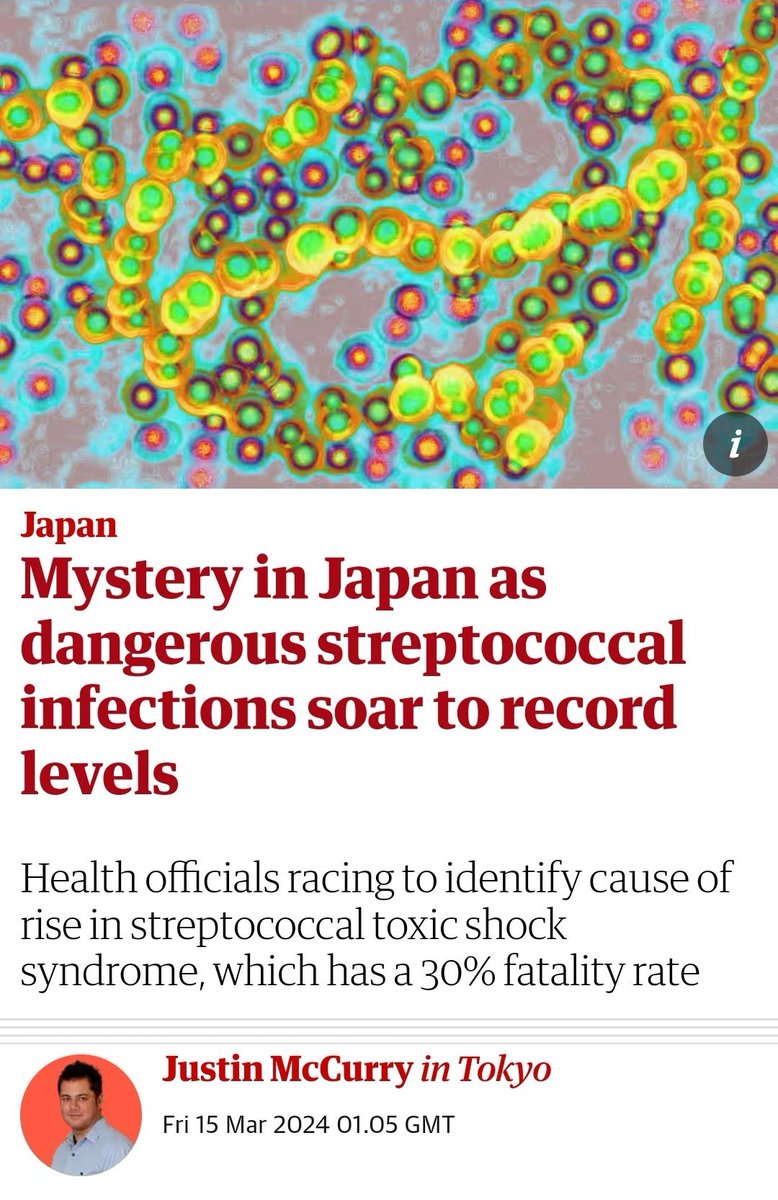 i
Japan
Mystery in Japan as
dangerous streptococcal
infections soar to record
levels
Health officials racing to identify cause of
rise in streptococcal toxic shock
syndrome, which has a 30% fatality rate
Justin McCurry in Tokyo
Fri 15 Mar 2024 01.05 GMT